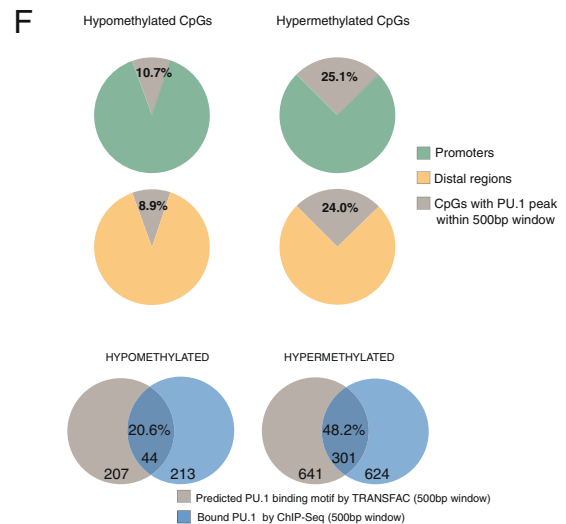 F
Hypomethylated CpGs
Hypermethylated CpGs
10.7%
25.1%
Promoters
Distal regions
CpGs with PU.1 peak
within 500bp window
8.9%
24.0%
HYPOMETHYLATED
HYPERMETHYLATED
20.6%
44
207
213
48.2%
301
641
624
Predicted PU.1 binding motif by TRANSFAC (500bp window)
Bound PU.1 by ChIP-Seq (500bp window)